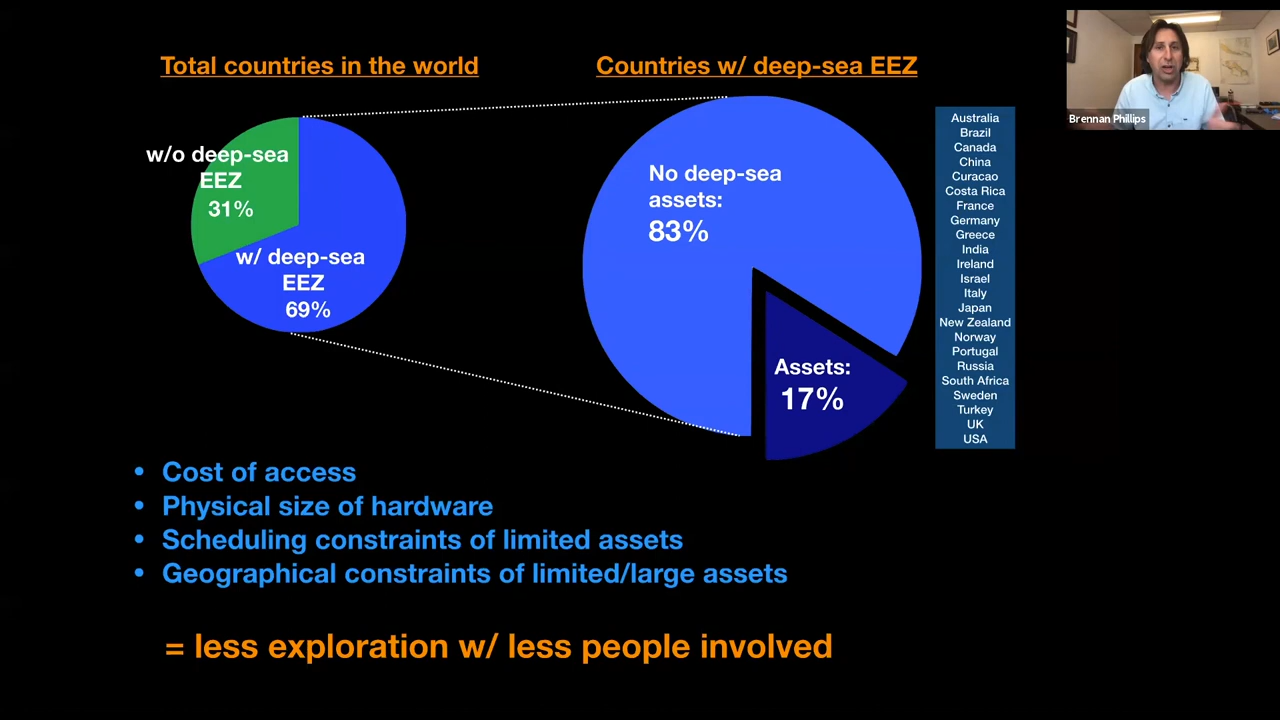 Total countries in the world
Countries w/ deep-sea EEZ
w/o deep-sea
EEZ
31%
w/ deep-sea
EEZ
69%
No deep-sea
assets:
83%
Assets:
17%
Australia
Brazil
Canada
China
Curacao
Costa Rica
France
Germany
Greece
India
Ireland
Israel
Italy
Japan
New Zealand
Norway
Portugal
Russia
South Africa
Sweden
Turkey
UK
USA
Brennan Phillips
• Cost of access
• Physical size of hardware
• Scheduling constraints of limited assets
• Geographical constraints of limited/large assets
= less exploration w/ less people involved